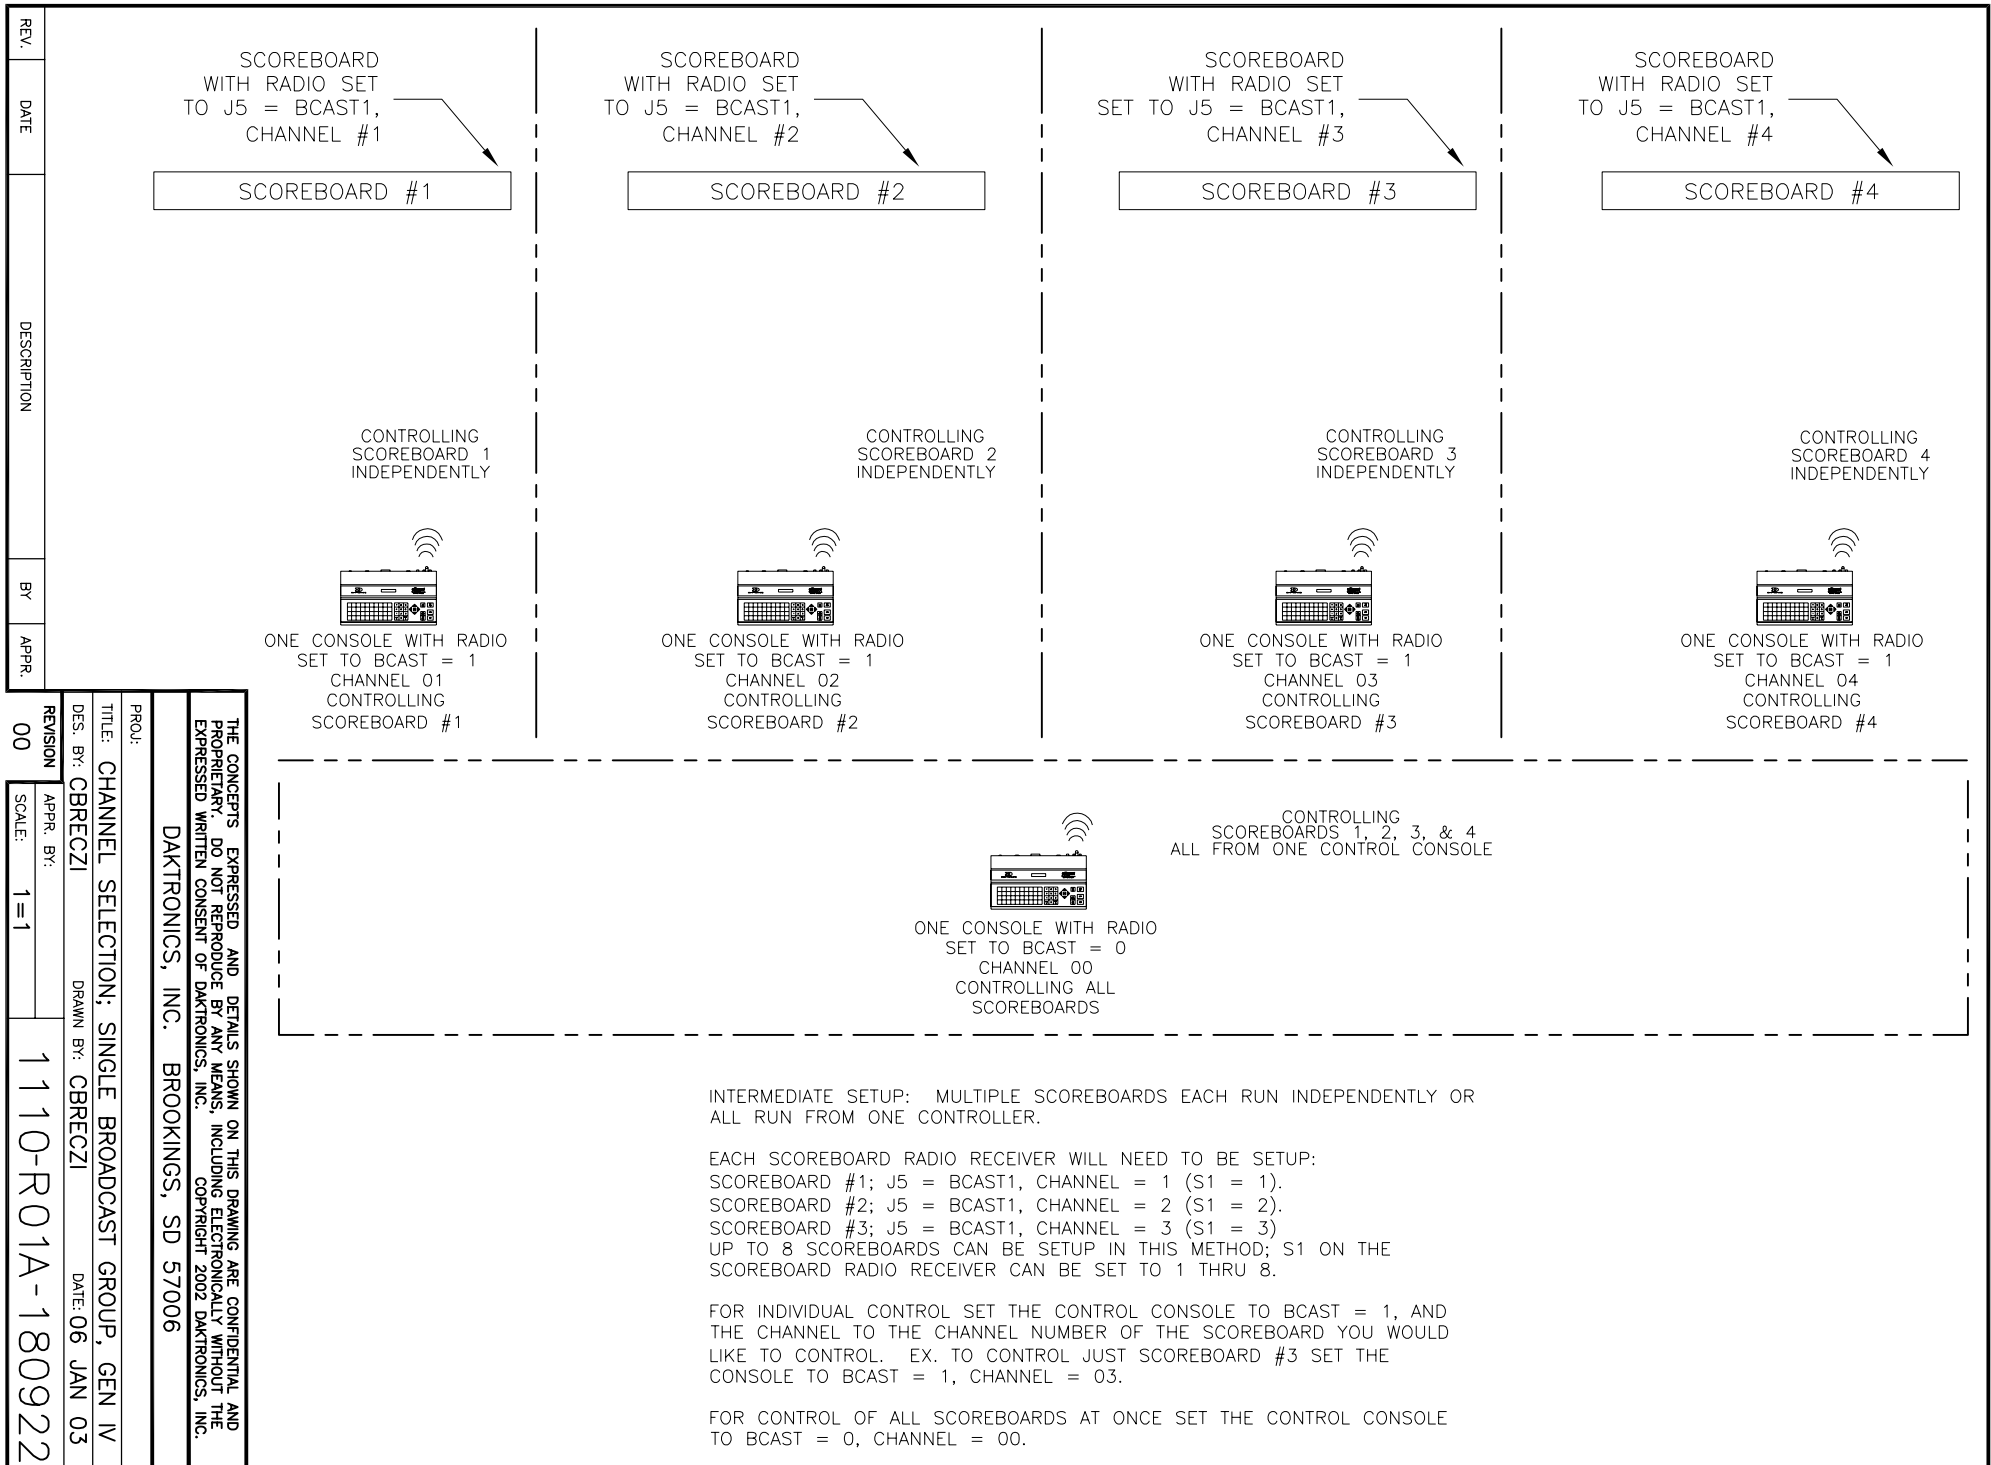 SCOREBOARD
WITH RADIO SET
TO J5 = BCAST1,
CHANNEL #1
SCOREBOARD #1
SCOREBOARD
WITH RADIO SET
TO J5 = BCAST1,
CHANNEL #2
SCOREBOARD #2
SCOREBOARD
WITH RADIO SET
SET TO J5 = BCAST1,
CHANNEL #3
SCOREBOARD #3
SCOREBOARD
WITH RADIO SET
TO J5 = BCAST1,
CHANNEL #4
SCOREBOARD #4
CONTROLLING
SCOREBOARD 1
INDEPENDENTLY
CONTROLLING
SCOREBOARD 2
INDEPENDENTLY
CONTROLLING
SCOREBOARD 3
INDEPENDENTLY
CONTROLLING
SCOREBOARD 4
INDEPENDENTLY
ONE CONSOLE WITH RADIO
SET TO BCAST = 1
CHANNEL 01
CONTROLLING
SCOREBOARD #1
ONE CONSOLE WITH RADIO
SET TO BCAST = 1
CHANNEL 02
CONTROLLING
SCOREBOARD #2
ONE CONSOLE WITH RADIO
SET TO BCAST = 1
CHANNEL 03
CONTROLLING
SCOREBOARD #3
ONE CONSOLE WITH RADIO
SET TO BCAST = 1
CHANNEL 04
CONTROLLING
SCOREBOARD #4
CONTROLLING
SCOREBOARDS 1, 2, 3, & 4
ALL FROM ONE CONTROL CONSOLE
ONE CONSOLE WITH RADIO
SET TO BCAST = 0
CHANNEL 00
CONTROLLING ALL
SCOREBOARDS
INTERMEDIATE SETUP: MULTIPLE SCOREBOARDS EACH RUN INDEPENDENTLY OR
ALL RUN FROM ONE CONTROLLER.
EACH SCOREBOARD RADIO RECEIVER WILL NEED TO BE SETUP:
SCOREBOARD #1; J5 = BCAST1, CHANNEL = 1 (S1 = 1).
SCOREBOARD #2; J5 = BCAST1, CHANNEL = 2 (S1 = 2).
SCOREBOARD #3; J5 = BCAST1, CHANNEL = 3 (S1 = 3)
UP TO 8 SCOREBOARDS CAN BE SETUP IN THIS METHOD; S1 ON THE
SCOREBOARD RADIO RECEIVER CAN BE SET TO 1 THRU 8.
FOR INDIVIDUAL CONTROL SET THE CONTROL CONSOLE TO BCAST = 1, AND
THE CHANNEL TO THE CHANNEL NUMBER OF THE SCOREBOARD YOU WOULD
LIKE TO CONTROL. EX. TO CONTROL JUST SCOREBOARD #3 SET THE
CONSOLE TO BCAST = 1, CHANNEL = 03.
FOR CONTROL OF ALL SCOREBOARDS AT ONCE SET THE CONTROL CONSOLE
TO BCAST = 0, CHANNEL = 00.
THE CONCEPTS EXPRESSED AND DETAILS SHOWN ON THIS DRAWING ARE CONFIDENTIAL AND
PROPRIETARY. DO NOT REPRODUCE BY ANY MEANS, INCLUDING ELECTRONICALLY WITHOUT THE
EXPRESSED WRITTEN CONSENT OF DAKTRONICS, INC. COPYRIGHT 2002 DAKTRONICS, INC.
DAKTRONICS, INC. BROOKINGS, SD 57006
PROJ:
TITLE: CHANNEL SELECTION; SINGLE BROADCAST GROUP, GEN IV
DES. BY: CBRECZI DRAWN BY: CBRECZI DATE: 06 JAN 03
REVISION
00
APPR. BY:
SCALE: 1=1
1110-R01A-180922
REV. DATE DESCRIPTION BY APPR.